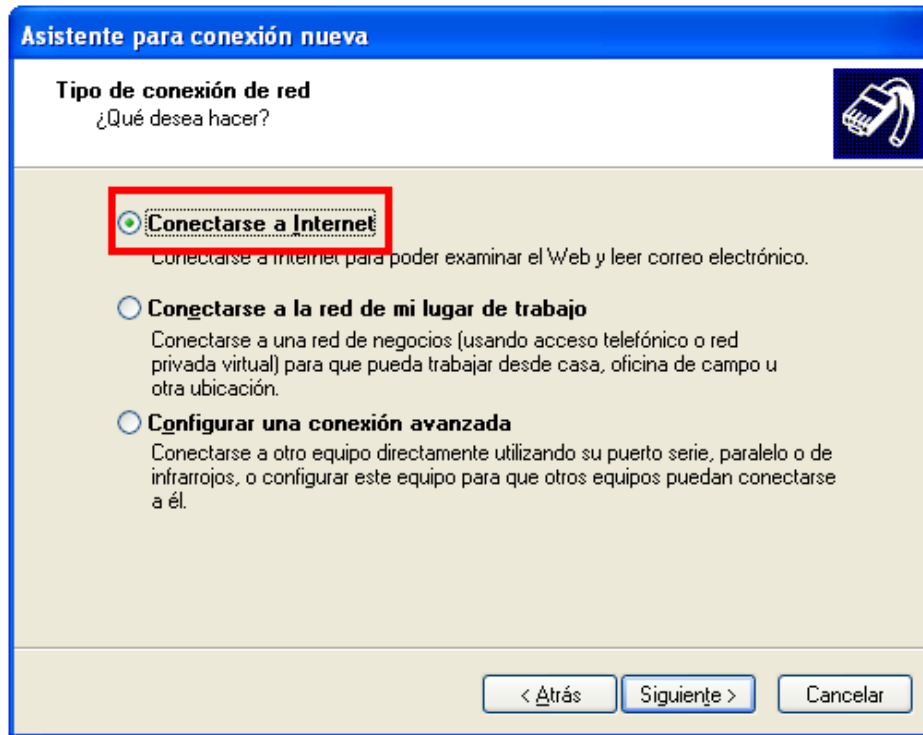 Asistente para conexión nueva
Tipo de conexión de red
¿Qué desea hacer?
Conectarse a Internet
Conectarse a Internet para poder examinar el Web y leer correo electrónico.
Conectarse a la red de mi lugar de trabajo
Conectarse a una red de negocios (usando acceso telefónico o red
privada virtual) para que pueda trabajar desde casa, oficina de campo u
otra ubicación.
Configurar una conexión avanzada
Conectarse a otro equipo directamente utilizando su puerto serie, paralelo o de
infrarrojos, o configurar este equipo para que otros equipos puedan conectarse
a él.
< Atrás
Siguiente >
Cancelar